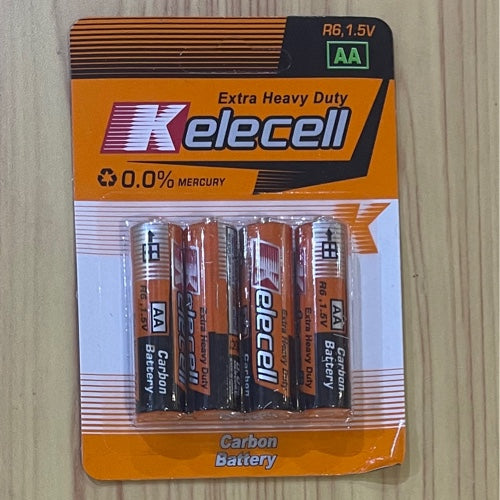 R6, 1.5V
AA
Extra Heavy Duty
Kelecell
0.0% MERCURY
AA
R6, 1.5V
Carbon
Battery
K
Extra Heavy Duty
Kelecell
Extra Heavy Duty
Carbon
AA
R6, 1.5V
Carbon
Battery
Carbon
Battery